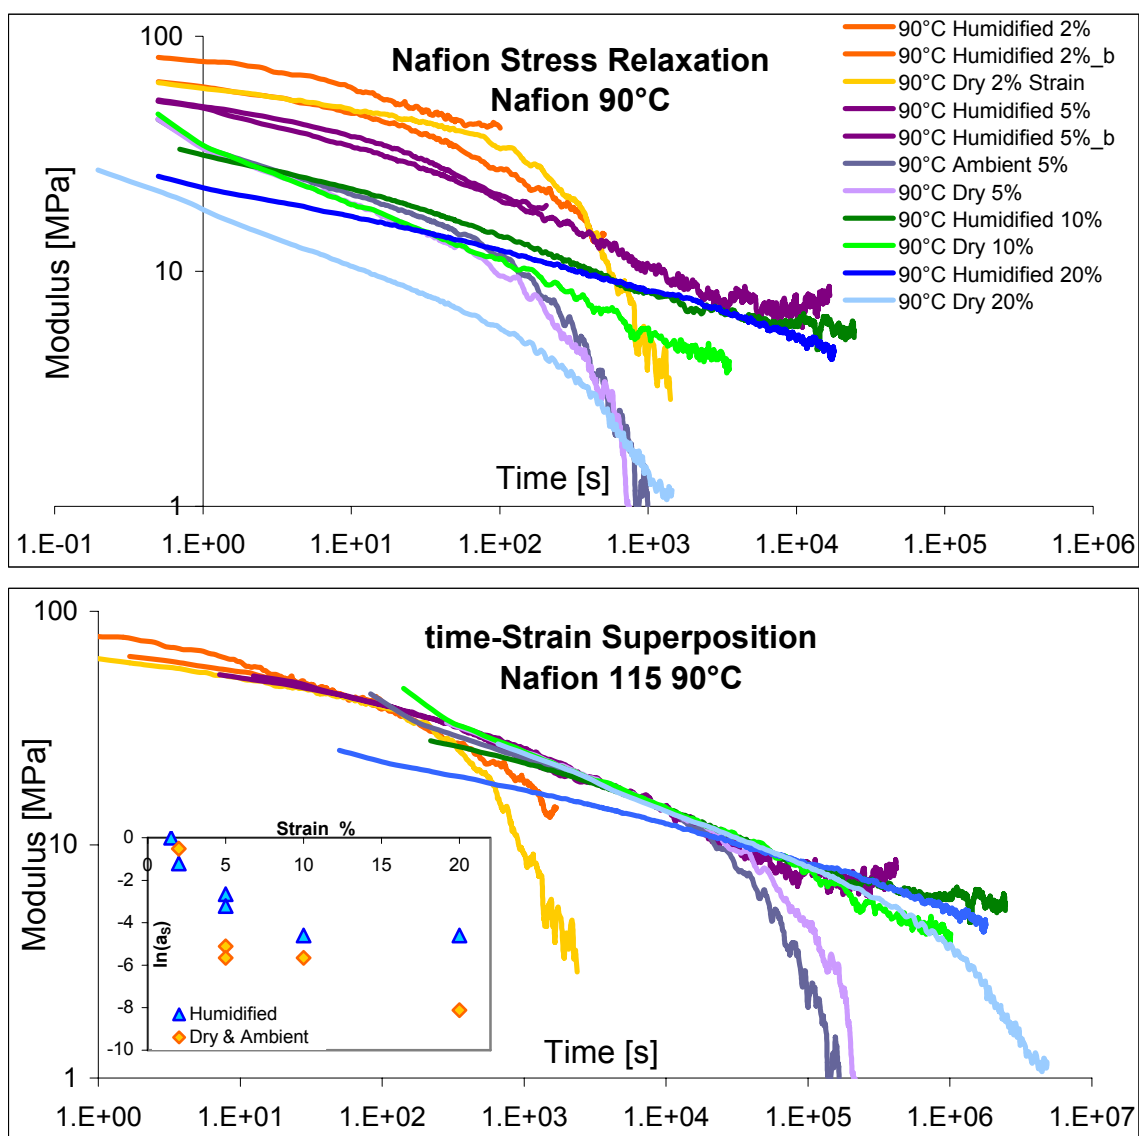 Nafion Stress Relaxation
Nafion 90°C
90°C Humidified 2%
90°C Humidified 2%_b
90°C Dry 2% Strain
90°C Humidified 5%
90°C Humidified 5%_b
90°C Ambient 5%
90°C Dry 5%
90°C Humidified 10%
90°C Dry 10%
90°C Humidified 20%
90°C Dry 20%
100
10
1
Modulus [MPa]
Time [s]
1.E-01 1.E+00 1.E+01 1.E+02 1.E+03 1.E+04 1.E+05 1.E+06
time-Strain Superposition
Nafion 115 90°C
100
10
1
Modulus [MPa]
Strain %
0 5 10 15 20
0
-2
-4
-6
-8
-10
ln(as)
Humidified
Dry & Ambient
Time [s]
1.E+00 1.E+01 1.E+02 1.E+03 1.E+04 1.E+05 1.E+06 1.E+07